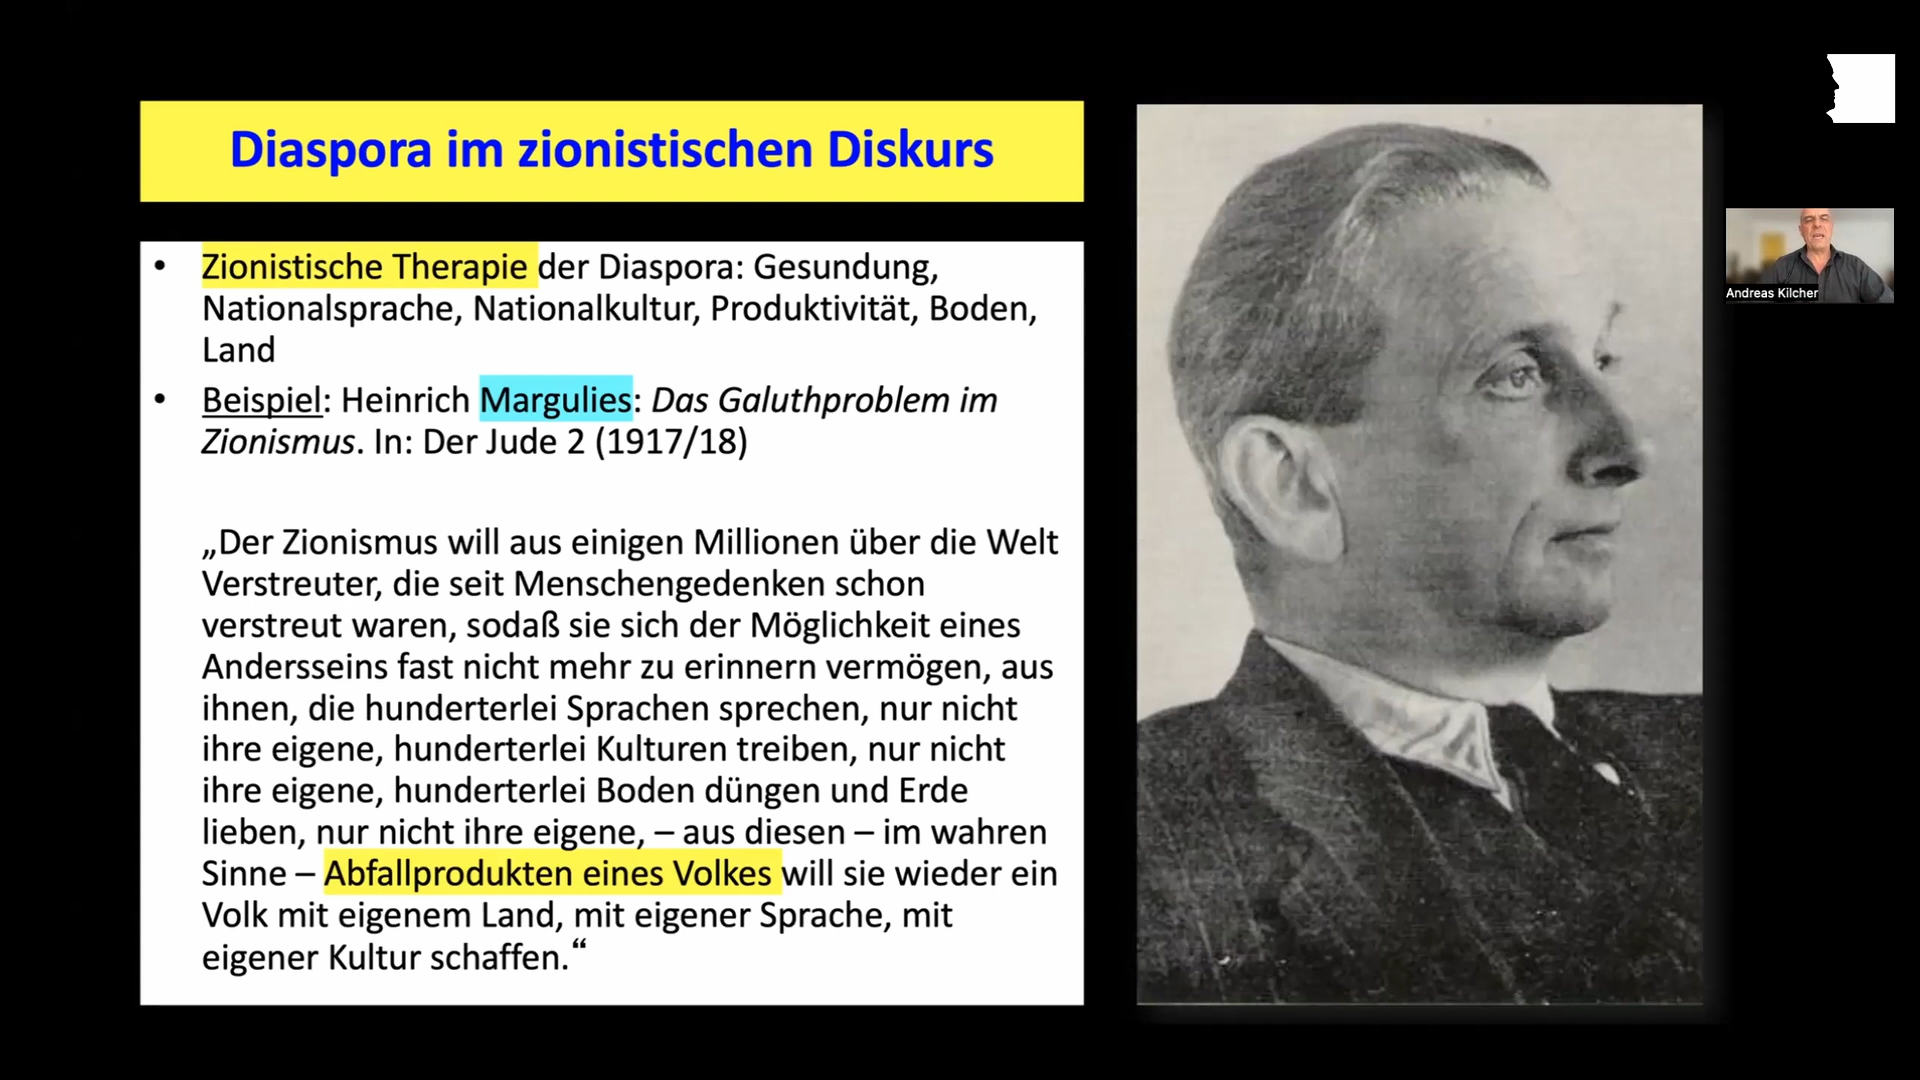 Diaspora im zionistischen Diskurs
• Zionistische Therapie der Diaspora: Gesundung,
Nationalsprache, Nationalkultur, Produktivität, Boden,
Land
• Beispiel: Heinrich Margulies: Das Galuthproblem im
Zionismus. In: Der Jude 2 (1917/18)
„Der Zionismus will aus einigen Millionen über die Welt
Verstreuter, die seit Menschengedenken schon
verstreut waren, sodaß sie sich der Möglichkeit eines
Andersseins fast nicht mehr zu erinnern vermögen, aus
ihnen, die hunderterlei Sprachen sprechen, nur nicht
ihre eigene, hunderterlei Kulturen treiben, nur nicht
ihre eigene, hunderterlei Boden düngen und Erde
lieben, nur nicht ihre eigene, – aus diesen – im wahren
Sinne – Abfallprodukten eines Volkes will sie wieder ein
Volk mit eigenem Land, mit eigener Sprache, mit
eigener Kultur schaffen.“
Andreas Kilcher